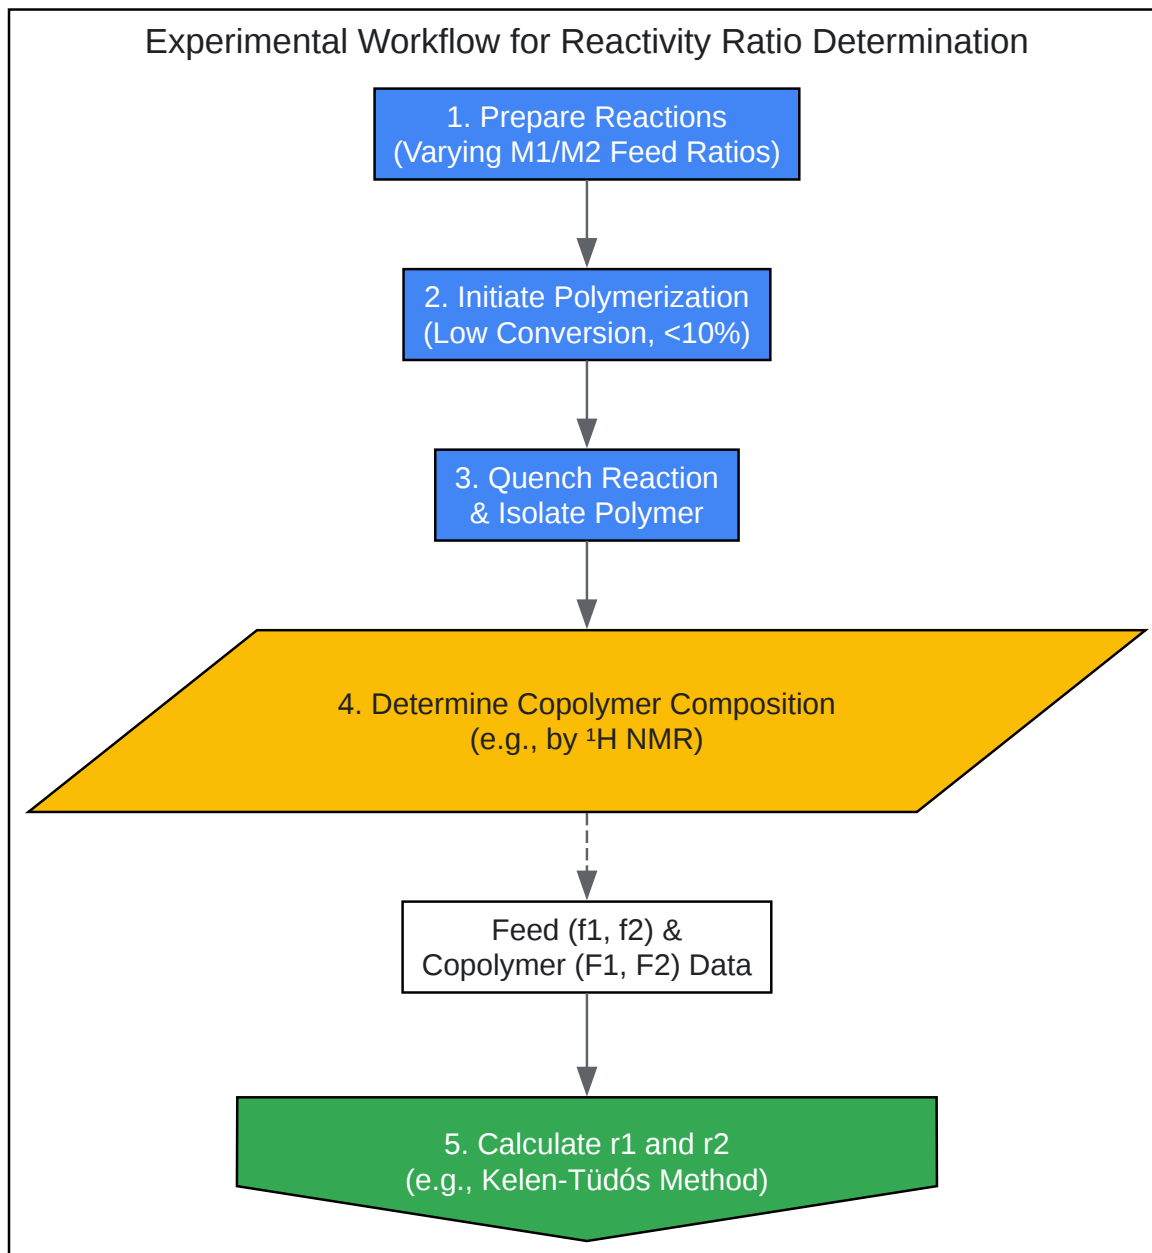 Experimental Workflow for Reactivity Ratio Determination
1. Prepare Reactions
(Varying M1/M2 Feed Ratios)
2. Initiate Polymerization
(Low Conversion, <10%)
3. Quench Reaction
& Isolate Polymer
4. Determine Copolymer Composition
(e.g., by ¹H NMR)
Feed (f1, f2) &
Copolymer (F1, F2) Data
5. Calculate r1 and r2
(e.g., Kelen-Tüdós Method)